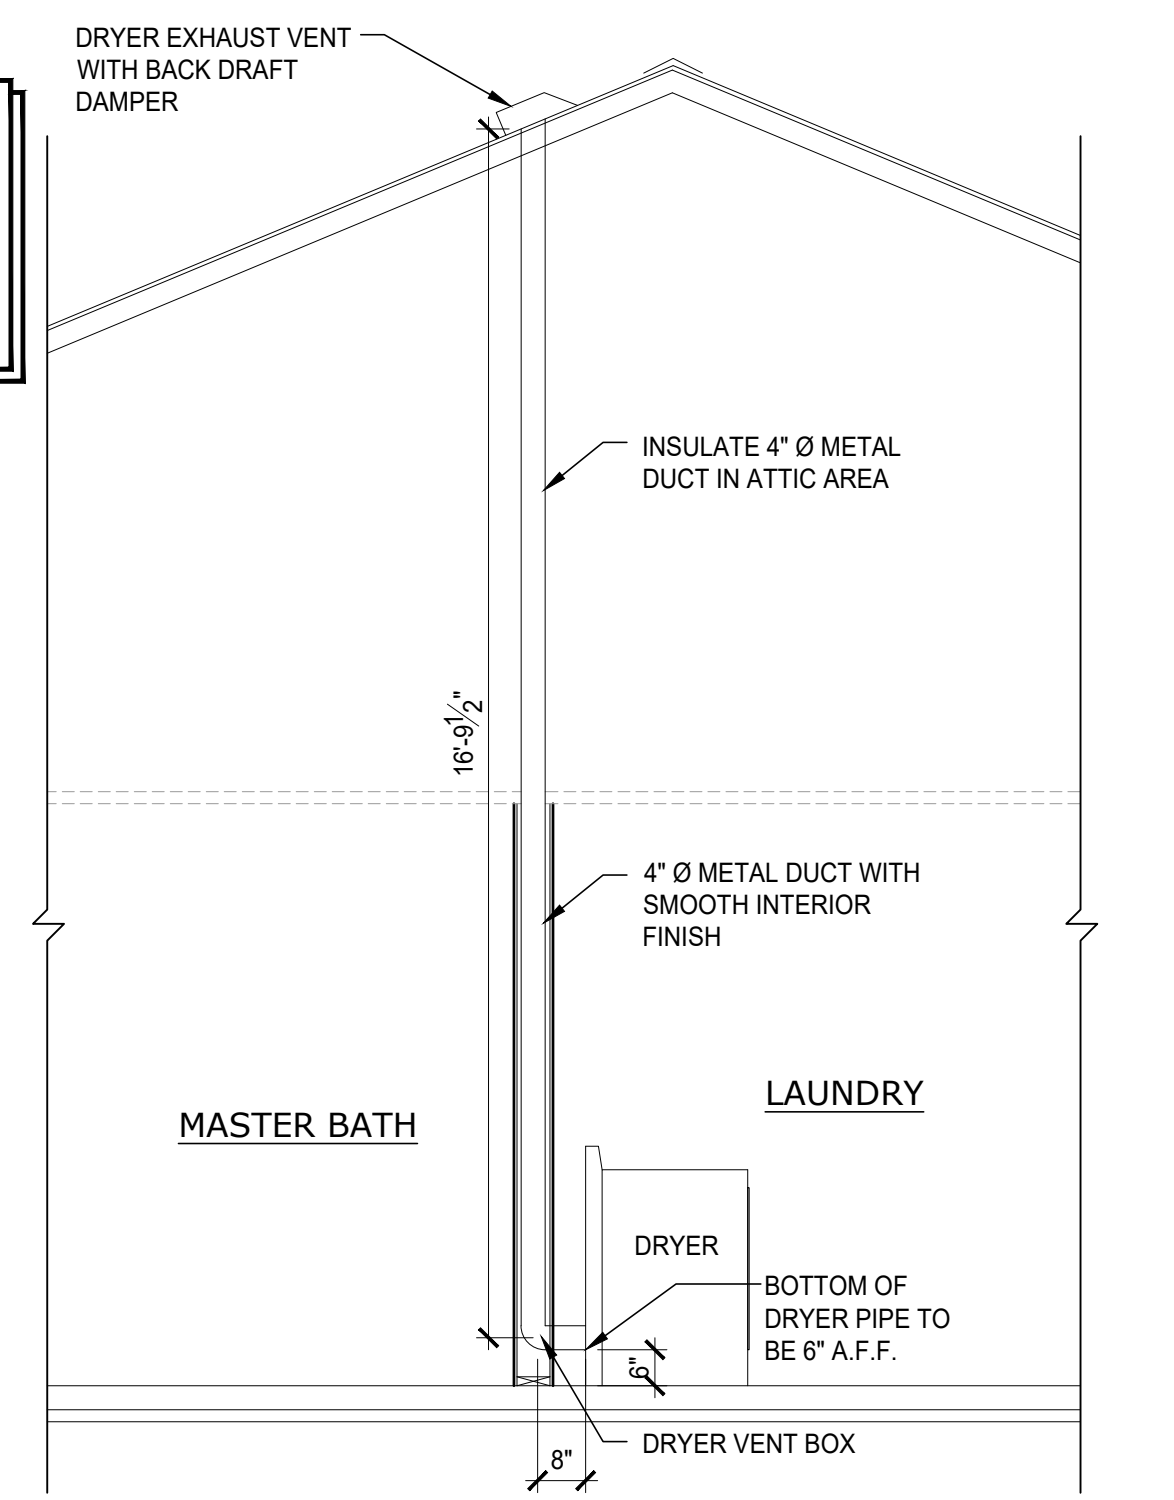 DRYER EXHAUST VENT
WITH BACK DRAFT
DAMPER
INSULATE 4" Ø METAL
DUCT IN ATTIC AREA
16'-9 1/2"
4" Ø METAL DUCT WITH
SMOOTH INTERIOR
FINISH
LAUNDRY
MASTER BATH
DRYER
BOTTOM OF
DRYER PIPE TO
BE 6" A.F.F.
6"
DRYER VENT BOX
8"